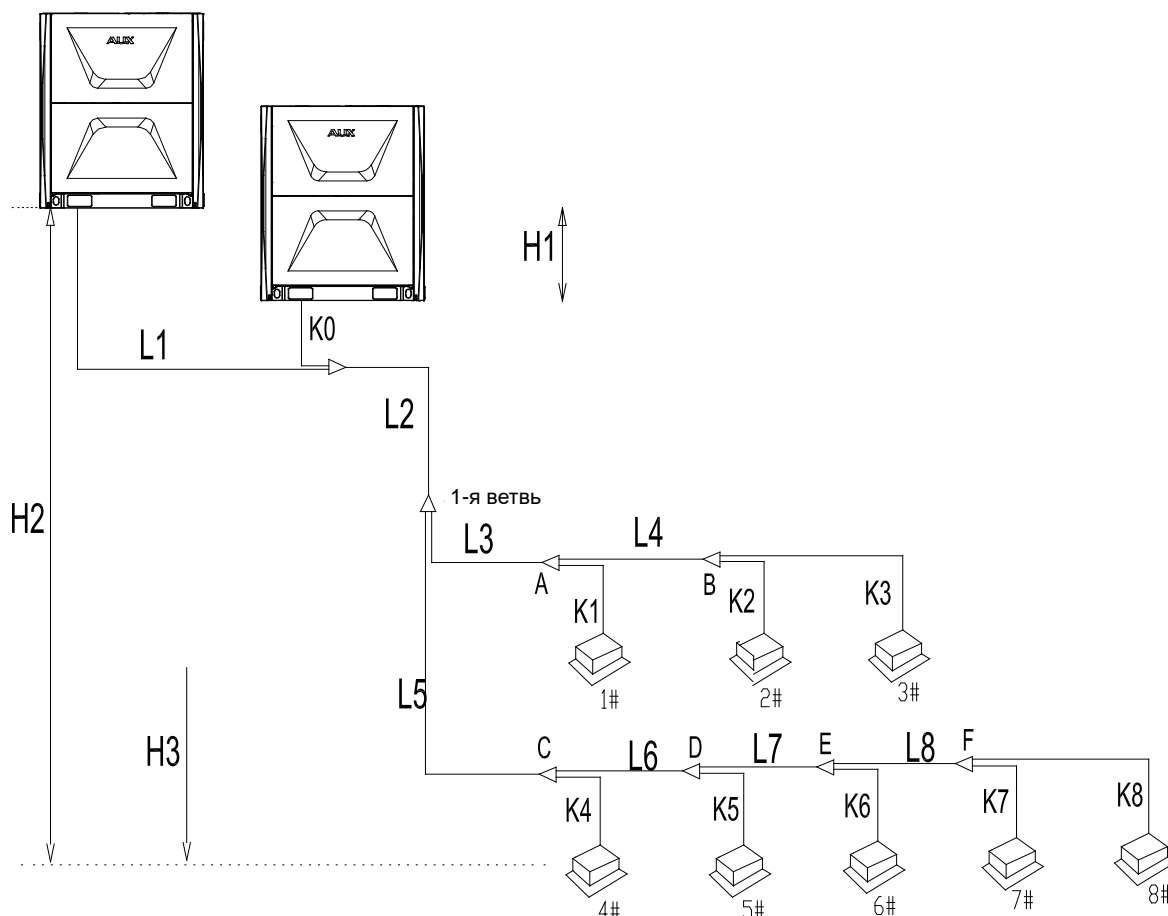 AUX
AUX
H1
K0
L1
L2
1-я ветвь
H2
L3
L4
A
B
K1
K2
K3
1#
2#
3#
L5
H3
C
L6
D
L7
E
L8
F
K4
K5
K6
K7
K8
4#
5#
6#
7#
8#